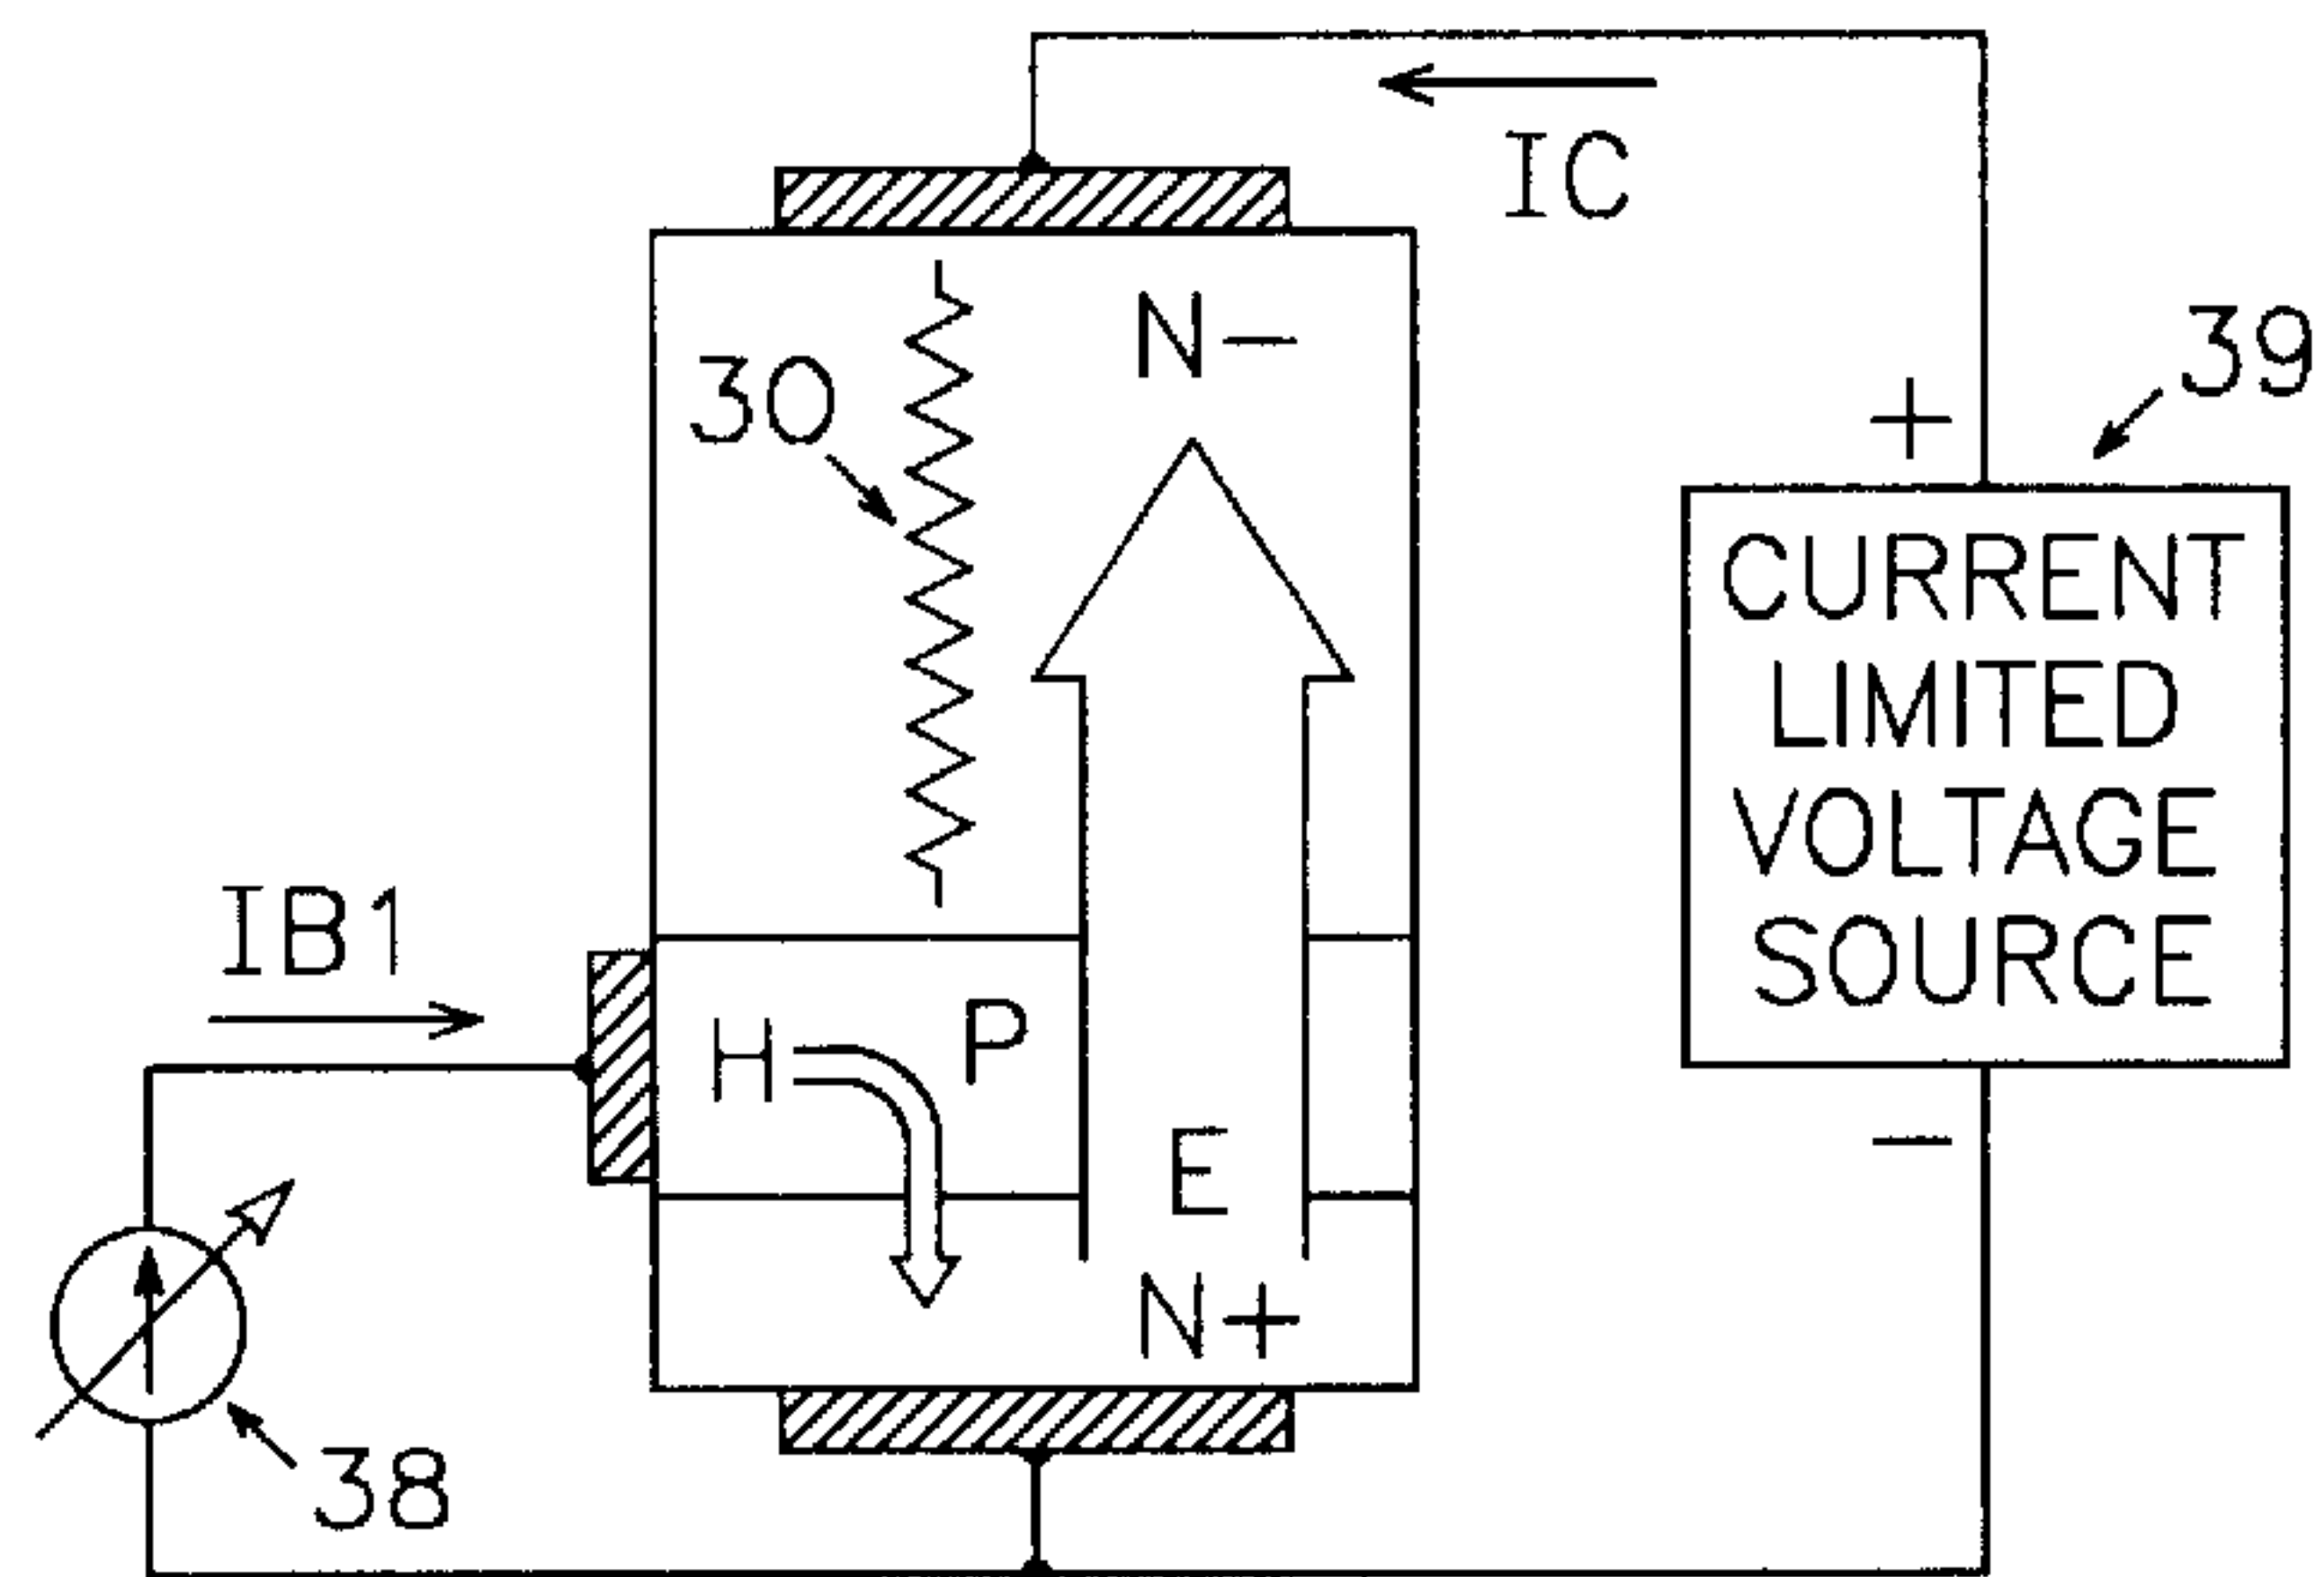 IC
N-
30
39
+
CURRENT
LIMITED
VOLTAGE
SOURCE
IB1
H
P
E
-
N+
38